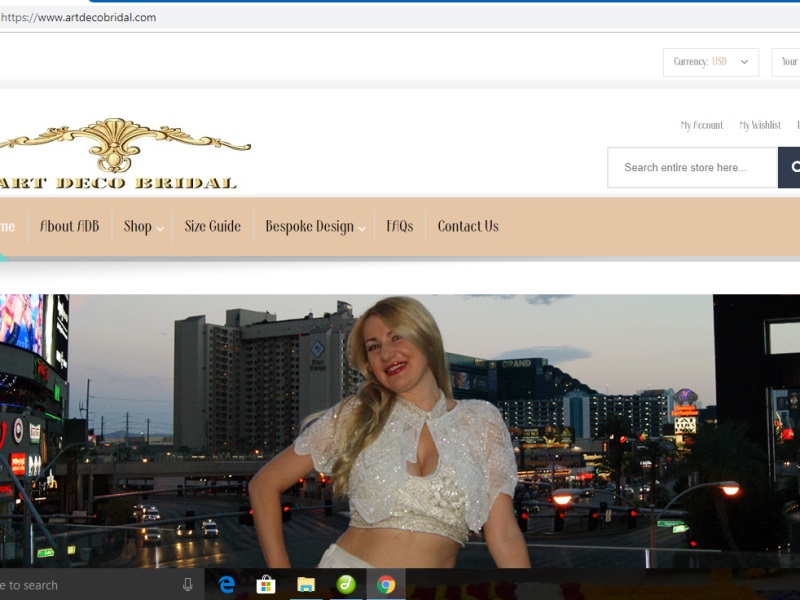 https://www.artdecobridal.com
Currency: USD
Your
My Account My Wishlist
Search entire store here...
ART DECO BRIDAL
me About ADB Shop Size Guide Bespoke Design FAQs Contact Us
GRAND
e to search